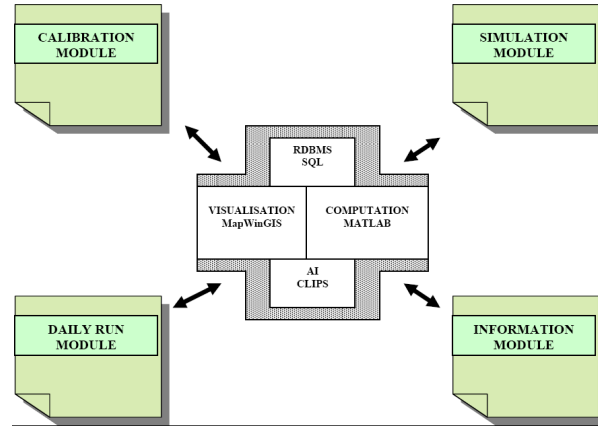 CALIBRATION
MODULE
SIMULATION
MODULE
RDBMS
SQL
VISUALISATION
MapWinGIS
COMPUTATION
MATLAB
AI
CLIPS
DAILY RUN
MODULE
INFORMATION
MODULE